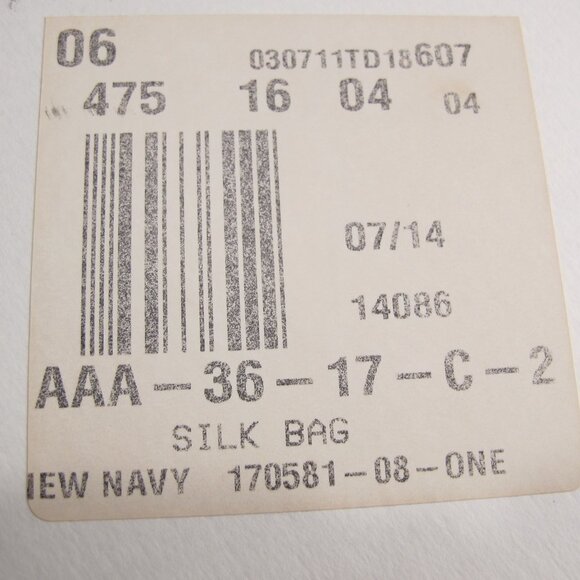 06 030711TD18607
475 16 04 04
07/14
14086
AAA-36-17-C-2
SILK BAG
IEW NAVY 170581-08-ONE